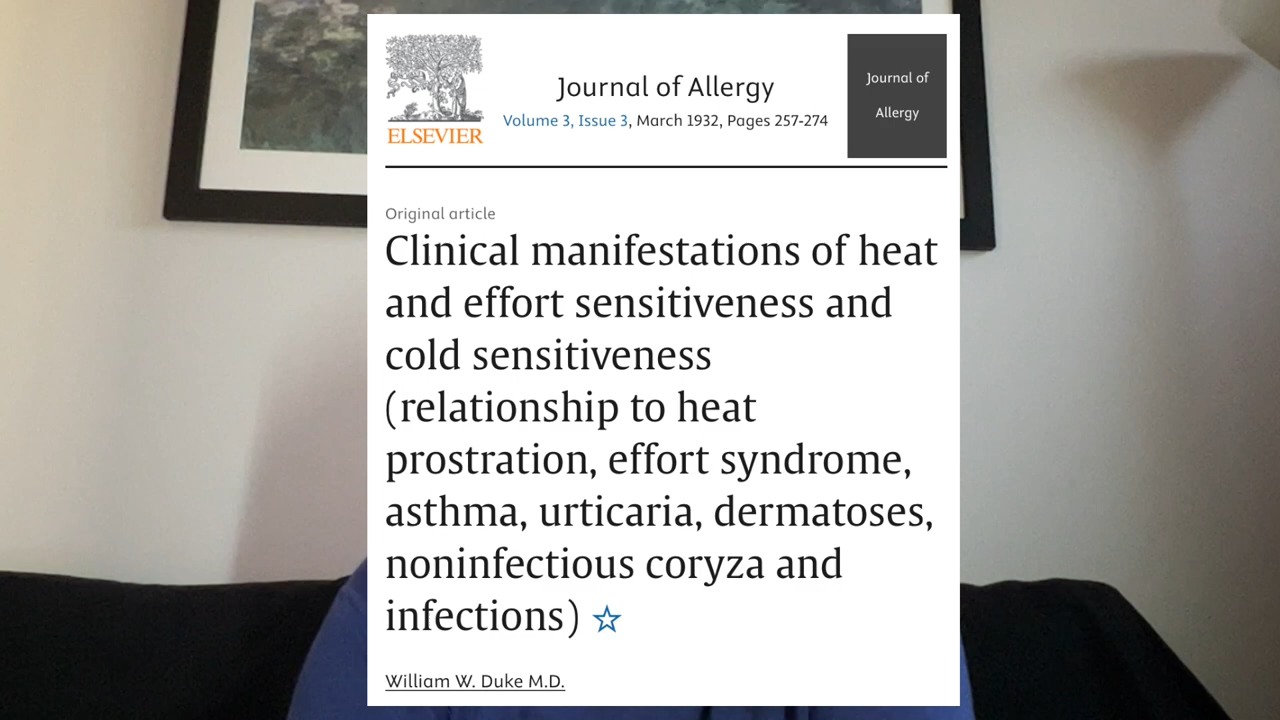 ELSEVIER
Journal of Allergy
Volume 3, Issue 3, March 1932, Pages 257-274
Journal of
Allergy
Original article
Clinical manifestations of heat
and effort sensitiveness and
cold sensitiveness
(relationship to heat
prostration, effort syndrome,
asthma, urticaria, dermatoses,
noninfectious coryza and
infections) ☆
William W. Duke M.D.